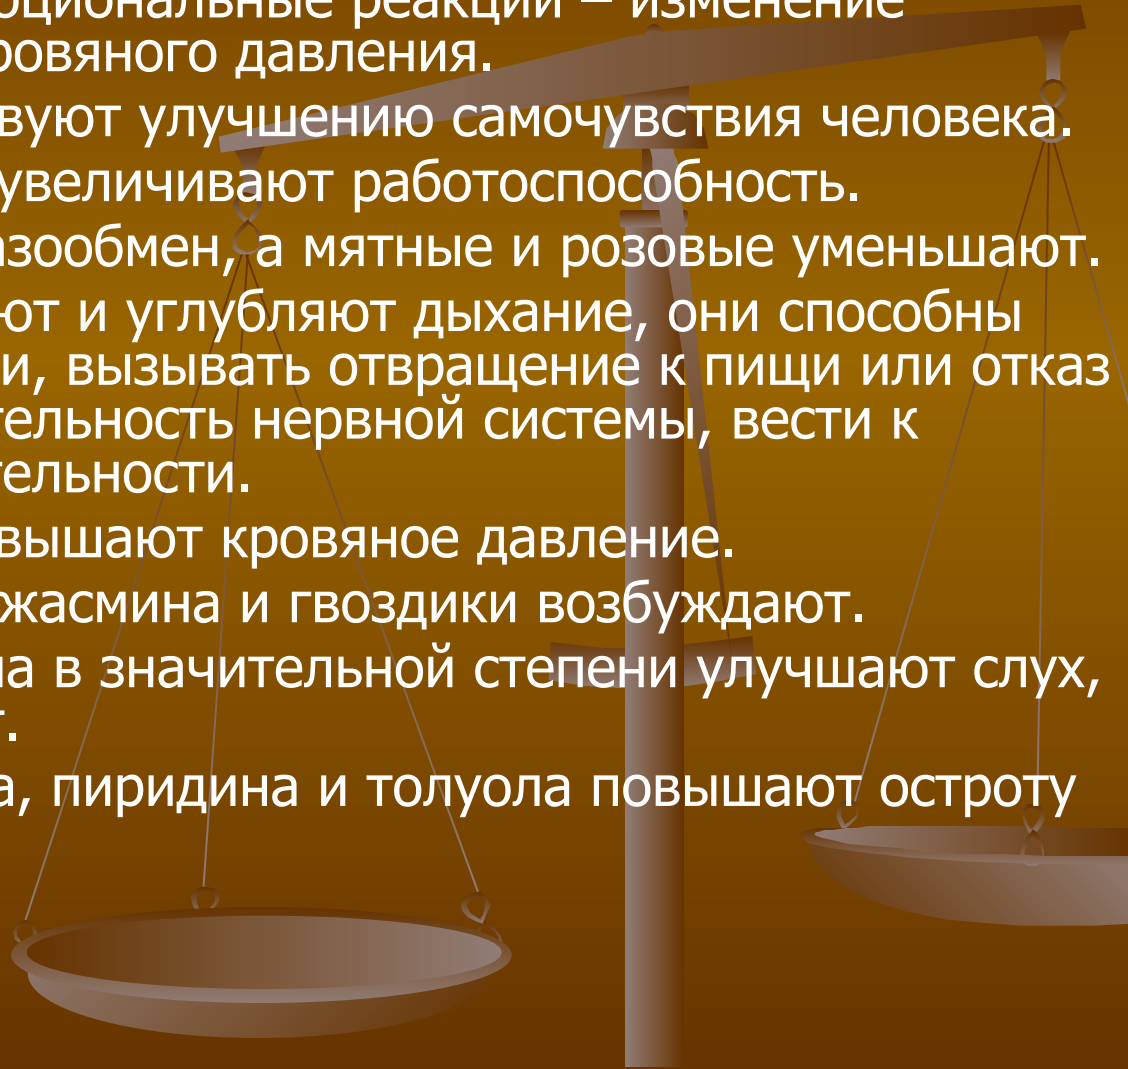 оциональные реакции – изменение
ровяного давления.
вуют улучшению самочувствия человека.
увеличивают работоспособность.
азообмен, а мятные и розовые уменьшают.
ют и углубляют дыхание, они способны
и, вызывать отвращение к пищи или отказ
тельность нервной системы, вести к
тельности.
вышают кровяное давление.
жасмина и гвоздики возбуждают.
на в значительной степени улучшают слух,
т.
а, пиридина и толуола повышают остроту